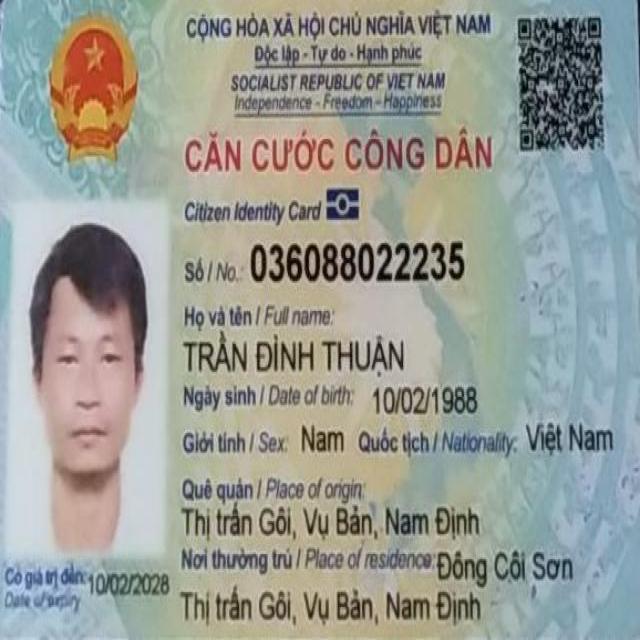 CỘNG HÒA XÃ HỘI CHỦ NGHĨA VIỆT NAM
Độc lập - Tự do - Hạnh phúc
SOCIALIST REPUBLIC OF VIET NAM
Independence - Freedom - Happiness
CĂN CƯỚC CÔNG DÂN
Citizen Identity Card
Số / No.: 036088022235
Họ và tên / Full name:
TRẦN ĐÌNH THUẬN
Ngày sinh / Date of birth: 10/02/1988
Giới tính / Sex: Nam Quốc tịch / Nationality: Việt Nam
Quê quán / Place of origin:
Thị trấn Gôi, Vụ Bản, Nam Định
Nơi thường trú / Place of residence: Đông Côi Sơn
Thị trấn Gôi, Vụ Bản, Nam Định
Có giá trị đến: 10/02/2028
Date of expiry